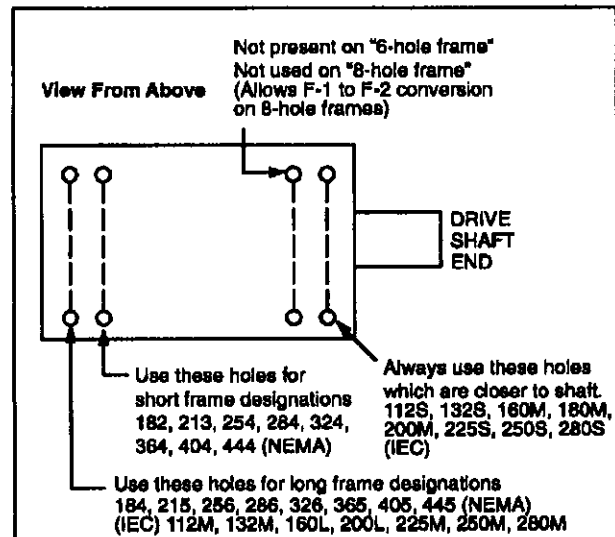 Not present on "6-hole frame"
Not used on "8-hole frame"
(Allows F-1 to F-2 conversion
on 8-hole frames)
View From Above
DRIVE
SHAFT
END
Use these holes for
short frame designations
182, 213, 254, 284, 324,
364, 404, 444 (NEMA)
Always use these holes
which are closer to shaft.
112S, 132S, 160M, 180M,
200M, 225S, 250S, 280S
(IEC)
Use these holes for long frame designations
184, 215, 256, 286, 326, 365, 405, 445 (NEMA)
(IEC) 112M, 132M, 160L, 200L, 225M, 250M, 280M